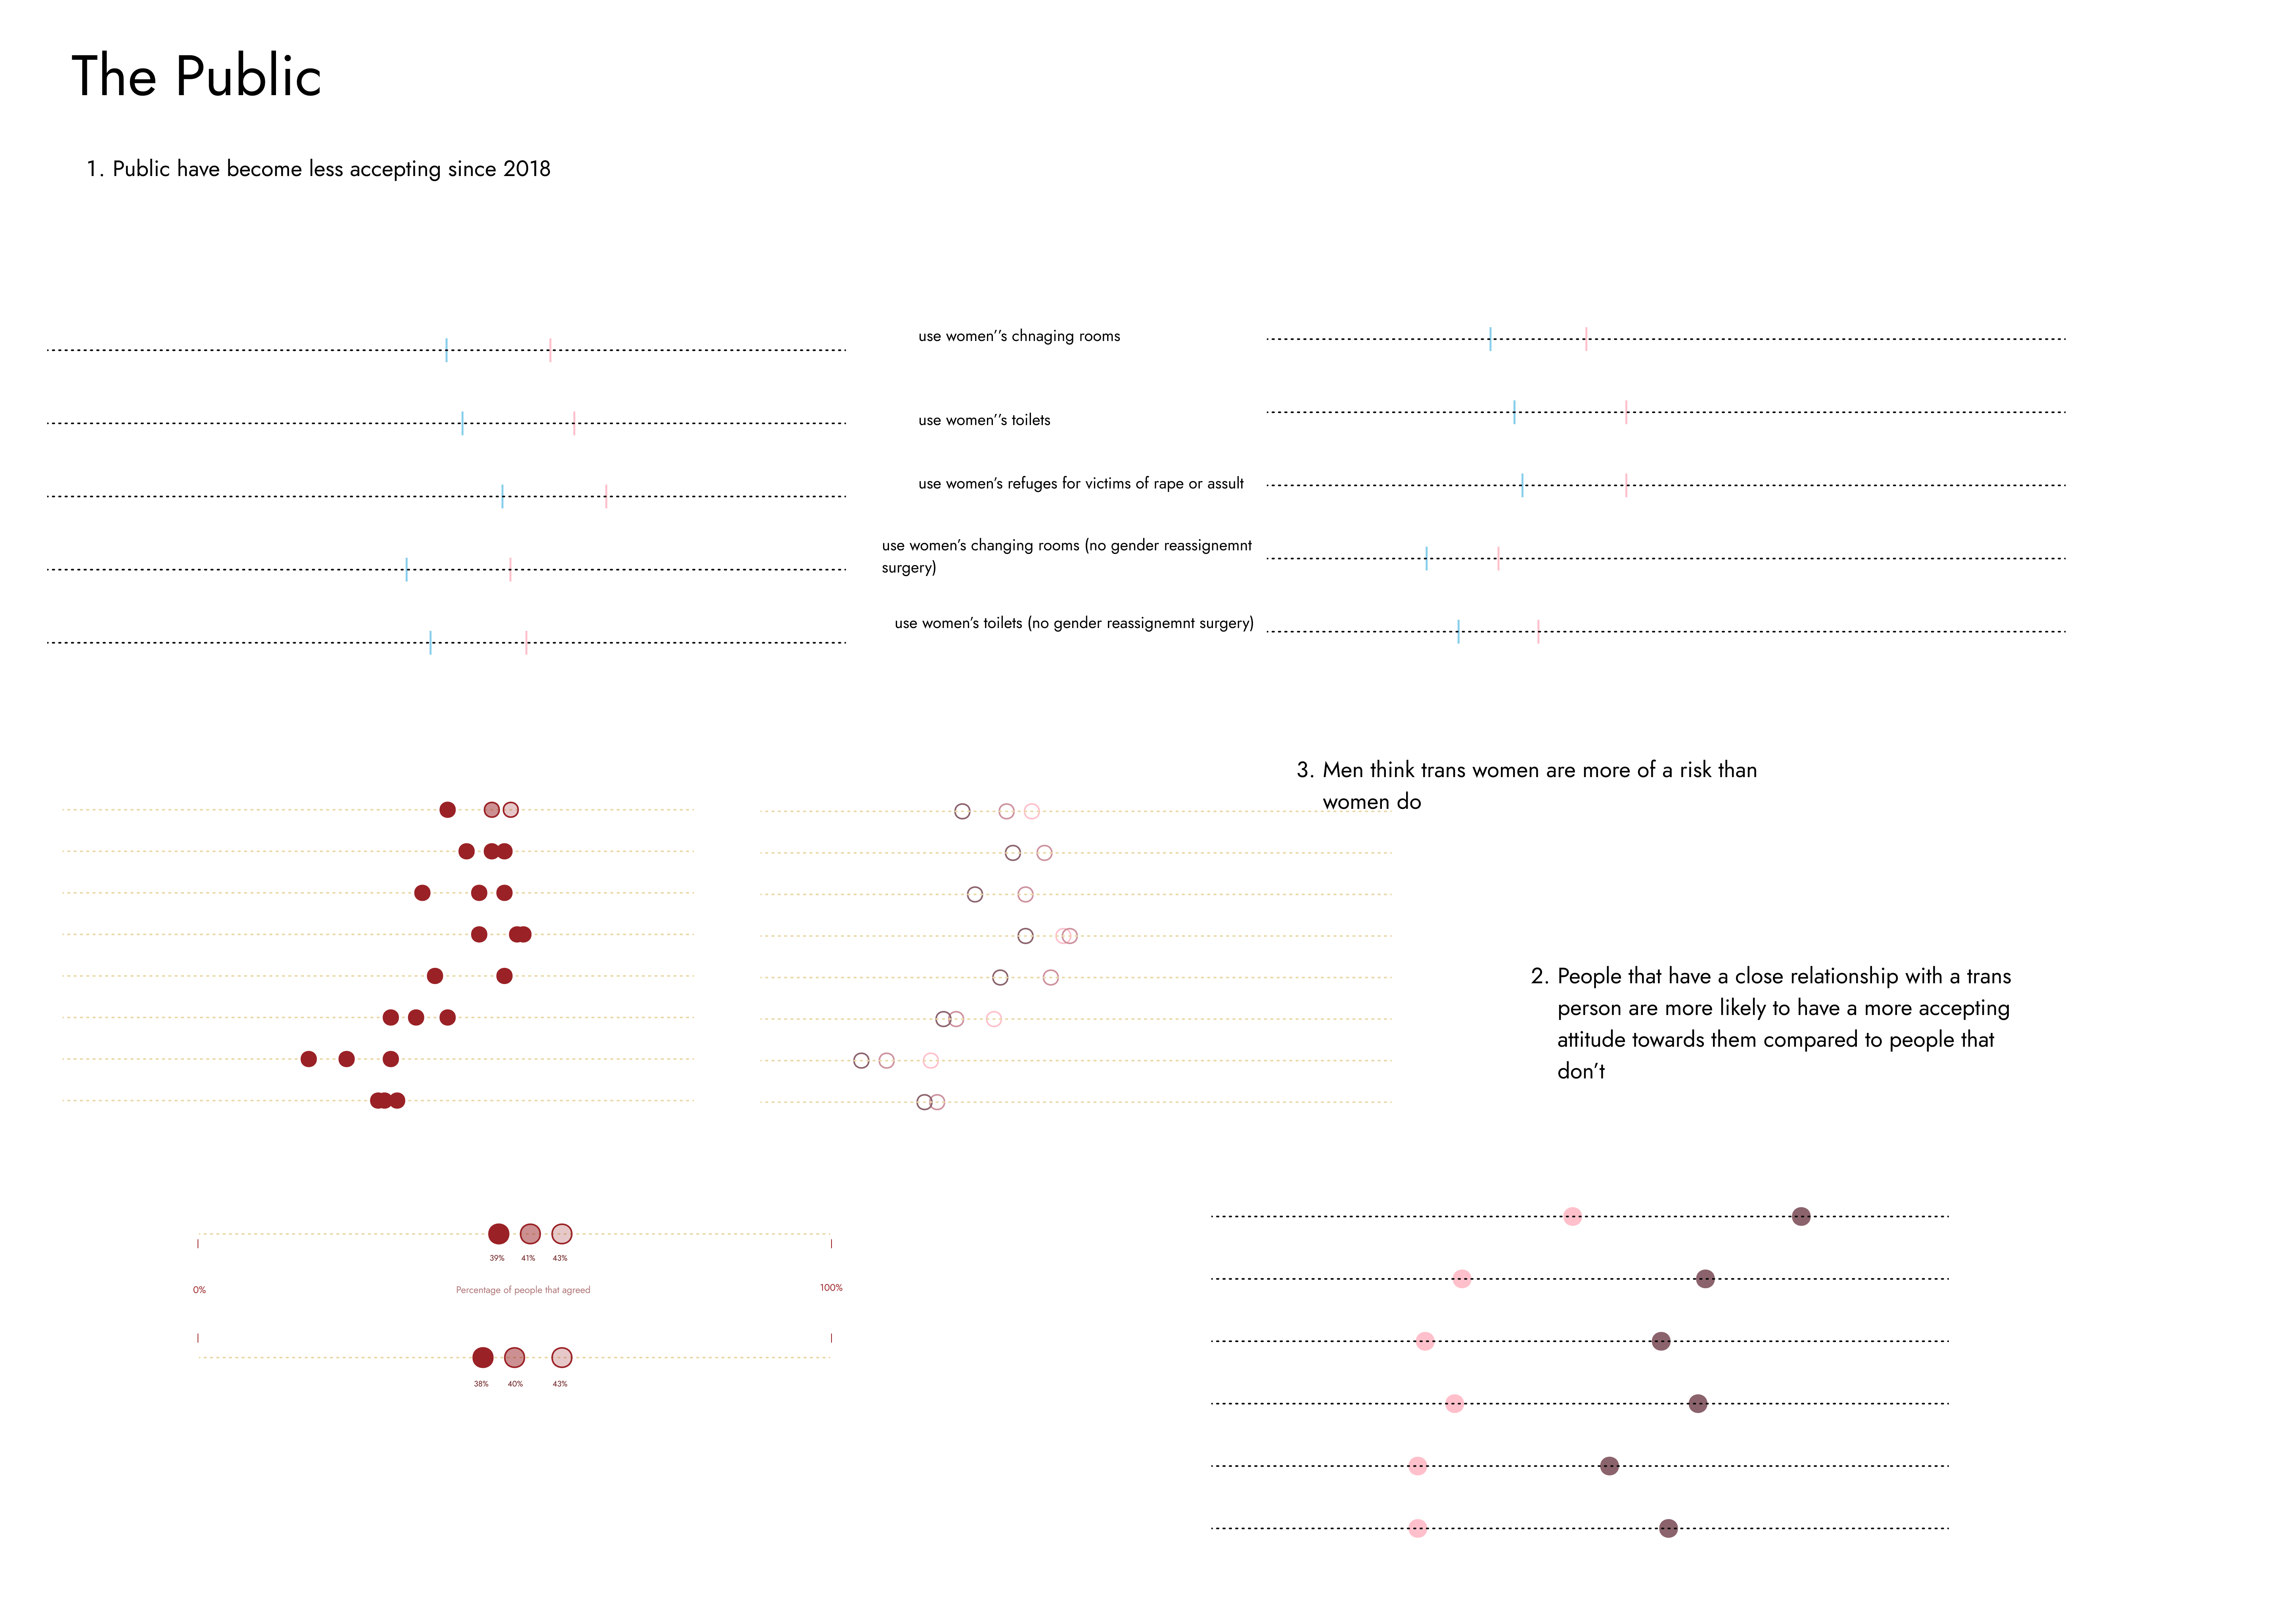 The Public
1. Public have become less accepting since 2018
use women’’s chnaging rooms
use women’’s toilets
use women’s refuges for victims of rape or assult
use women’s changing rooms (no gender reassignemnt
surgery)
use women’s toilets (no gender reassignemnt surgery)
3. Men think trans women are more of a risk than
women do
2. People that have a close relationship with a trans
person are more likely to have a more accepting
attitude towards them compared to people that
don’t
39% 41% 43%
0% Percentage of people that agreed 100%
38% 40% 43%